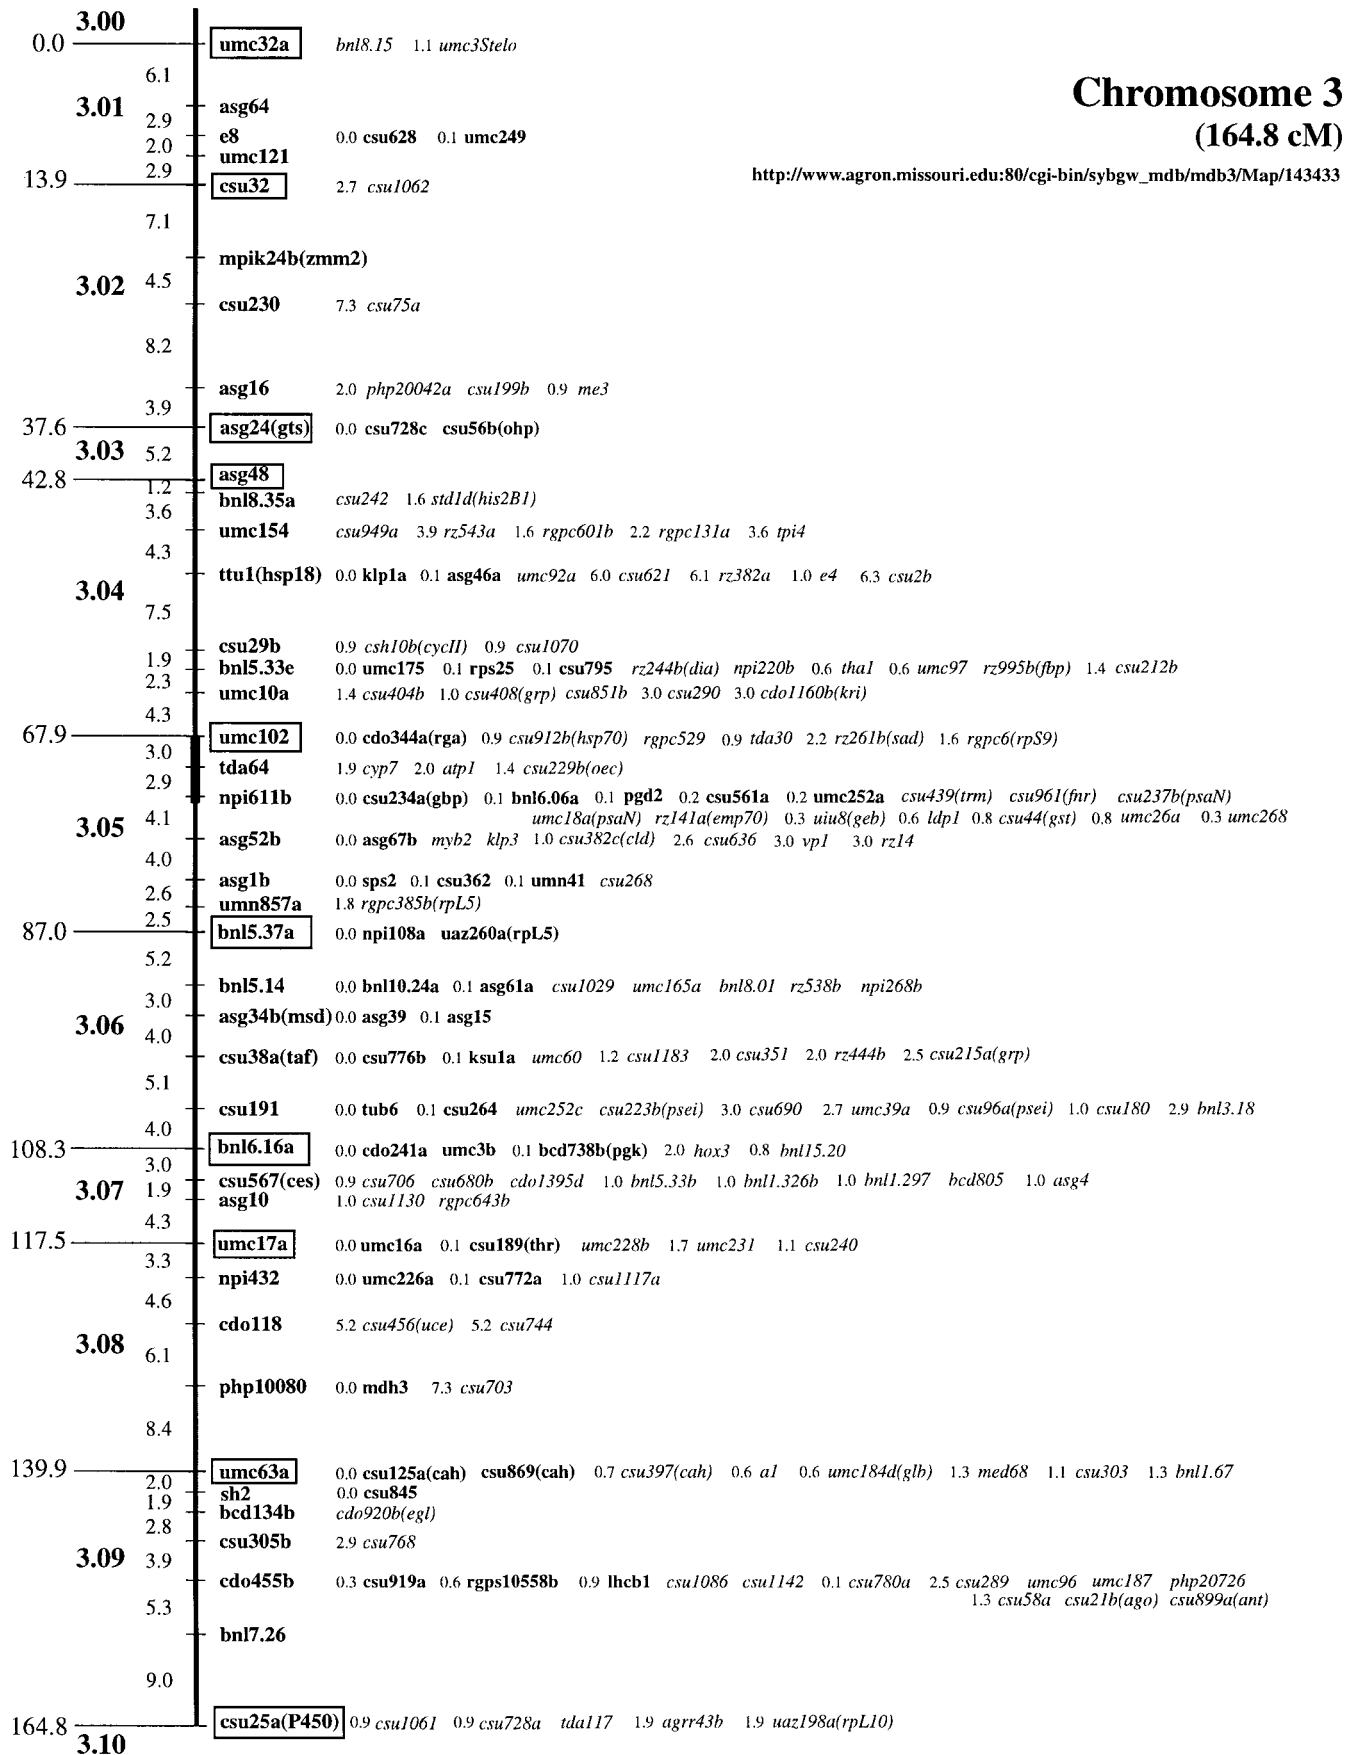 3.00
0.0 umc32a bnl8.15 1.1 umc3Stelo
6.1
Chromosome 3
3.01 asg64
(164.8 cM)
2.9
e8 0.0 csu628 0.1 umc249
2.0
umc121
2.9
http://www.agron.missouri.edu:80/cgi-bin/sybgw_mdb/mdb3/Map/143433
13.9 csu32 2.7 csu1062
7.1
mpik24b(zmm2)
3.02 4.5
csu230 7.3 csu75a
8.2
asg16 2.0 php20042a csu199b 0.9 me3
3.9
37.6 asg24(gts) 0.0 csu728c csu56b(ohp)
3.03 5.2
42.8 asg48
1.2
bnl8.35a csu242 1.6 std1d(his2B1)
3.6
umc154 csu949a 3.9 rz543a 1.6 rgpc601b 2.2 rgpc131a 3.6 tpi4
4.3
ttu1(hsp18) 0.0 klp1a 0.1 asg46a umc92a 6.0 csu621 6.1 rz382a 1.0 e4 6.3 csu2b
3.04
7.5
csu29b 0.9 csh10b(cycII) 0.9 csu1070
1.9
bnl5.33e 0.0 umc175 0.1 rps25 0.1 csu795 rz244b(dia) npi220b 0.6 tha1 0.6 umc97 rz995b(fbp) 1.4 csu212b
2.3
umc10a 1.4 csu404b 1.0 csu408(grp) csu851b 3.0 csu290 3.0 cdo1160b(kri)
4.3
67.9 umc102 0.0 cdo344a(rga) 0.9 csu912b(hsp70) rgpc529 0.9 tda30 2.2 rz261b(sad) 1.6 rgpc6(rpS9)
3.0
tda64 1.9 cyp7 2.0 atp1 1.4 csu229b(oec)
2.9
npi611b 0.0 csu234a(gbp) 0.1 bnl6.06a 0.1 pgd2 0.2 csu561a 0.2 umc252a csu439(trm) csu961(fnr) csu237b(psaN)
3.05 4.1 umc18a(psaN) rz141a(emp70) 0.3 uiu8(geb) 0.6 ldp1 0.8 csu44(gst) 0.8 umc26a 0.3 umc268
asg52b 0.0 asg67b myb2 klp3 1.0 csu382c(cld) 2.6 csu636 3.0 vp1 3.0 rz14
4.0
asg1b 0.0 sps2 0.1 csu362 0.1 umn41 csu268
2.6
umn857a 1.8 rgpc385b(rpL5)
2.5
87.0 bnl5.37a 0.0 npi108a uaz260a(rpL5)
5.2
bnl5.14 0.0 bnl10.24a 0.1 asg61a csu1029 umc165a bnl8.01 rz538b npi268b
3.0
3.06 asg34b(msd) 0.0 asg39 0.1 asg15
4.0
csu38a(taf) 0.0 csu776b 0.1 ksu1a umc60 1.2 csu1183 2.0 csu351 2.0 rz444b 2.5 csu215a(grp)
5.1
csu191 0.0 tub6 0.1 csu264 umc252c csu223b(psei) 3.0 csu690 2.7 umc39a 0.9 csu96a(psei) 1.0 csu180 2.9 bnl3.18
4.0
108.3 bnl6.16a 0.0 cdo241a umc3b 0.1 bcd738b(pgk) 2.0 hox3 0.8 bnl15.20
3.0
csu567(ces) 0.9 csu706 csu680b cdo1395d 1.0 bnl5.33b 1.0 bnl1.326b 1.0 bnl1.297 bcd805 1.0 asg4
3.07 1.9
asg10 1.0 csu1130 rgpc643b
4.3
117.5 umc17a 0.0 umc16a 0.1 csu189(thr) umc228b 1.7 umc231 1.1 csu240
3.3
npi432 0.0 umc226a 0.1 csu772a 1.0 csu1117a
4.6
cdo118 5.2 csu456(uce) 5.2 csu744
3.08 6.1
php10080 0.0 mdh3 7.3 csu703
8.4
139.9 umc63a 0.0 csu125a(cah) csu869(cah) 0.7 csu397(cah) 0.6 a1 0.6 umc184d(glb) 1.3 med68 1.1 csu303 1.3 bnl1.67
2.0
sh2 0.0 csu845
1.9
bcd134b cdo920b(egl)
2.8
csu305b 2.9 csu768
3.09 3.9
cdo455b 0.3 csu919a 0.6 rgps10558b 0.9 lhcb1 csu1086 csu1142 0.1 csu780a 2.5 csu289 umc96 umc187 php20726
5.3 1.3 csu58a csu21b(ago) csu899a(ant)
bnl7.26
9.0
164.8 csu25a(P450) 0.9 csu1061 0.9 csu728a tda117 1.9 agrr43b 1.9 uaz198a(rpL10)
3.10